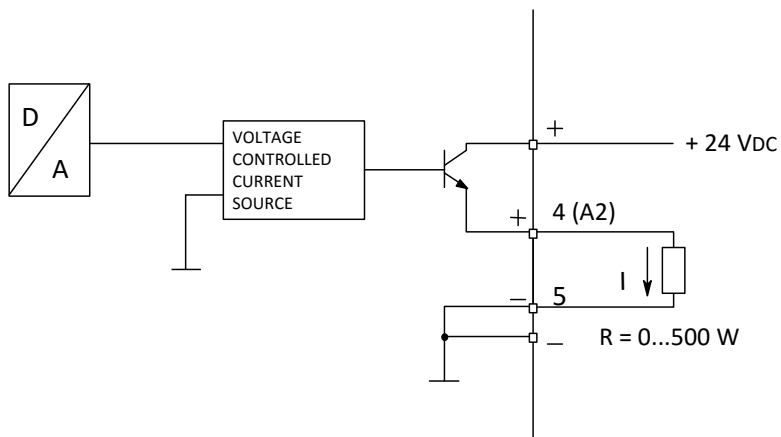 D
A
VOLTAGE
CONTROLLED
CURRENT
SOURCE
+
+ 24 VDC
+
4 (A2)
I
–
5
–
R = 0...500 W